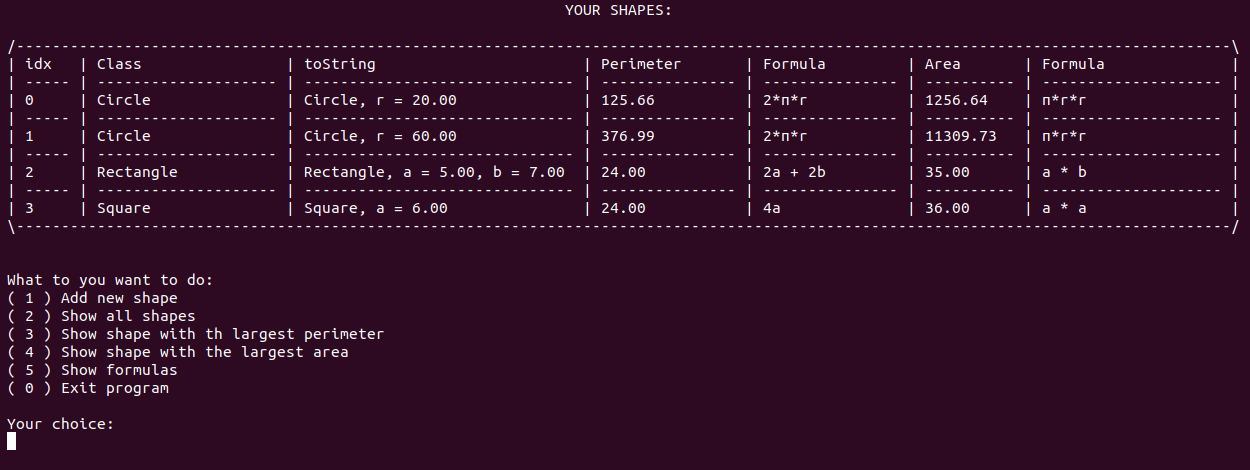 YOUR SHAPES:
/---------------------------------------------------------------------------------------------------------------------------------------\
| idx   | Class                | toString                       | Perimeter       | Formula         | Area       | Formula              |
| ----- | -------------------- | ------------------------------ | --------------- | --------------- | ---------- | -------------------- |
| 0     | Circle               | Circle, r = 20.00              | 125.66          | 2*п*r           | 1256.64    | п*r*r                |
| ----- | -------------------- | ------------------------------ | --------------- | --------------- | ---------- | -------------------- |
| 1     | Circle               | Circle, r = 60.00              | 376.99          | 2*п*r           | 11309.73   | п*r*r                |
| ----- | -------------------- | ------------------------------ | --------------- | --------------- | ---------- | -------------------- |
| 2     | Rectangle            | Rectangle, a = 5.00, b = 7.00  | 24.00           | 2a + 2b         | 35.00      | a * b                |
| ----- | -------------------- | ------------------------------ | --------------- | --------------- | ---------- | -------------------- |
| 3     | Square               | Square, a = 6.00               | 24.00           | 4a              | 36.00      | a * a                |
\---------------------------------------------------------------------------------------------------------------------------------------/
What to you want to do:
( 1 ) Add new shape
( 2 ) Show all shapes
( 3 ) Show shape with th largest perimeter
( 4 ) Show shape with the largest area
( 5 ) Show formulas
( 0 ) Exit program
Your choice: